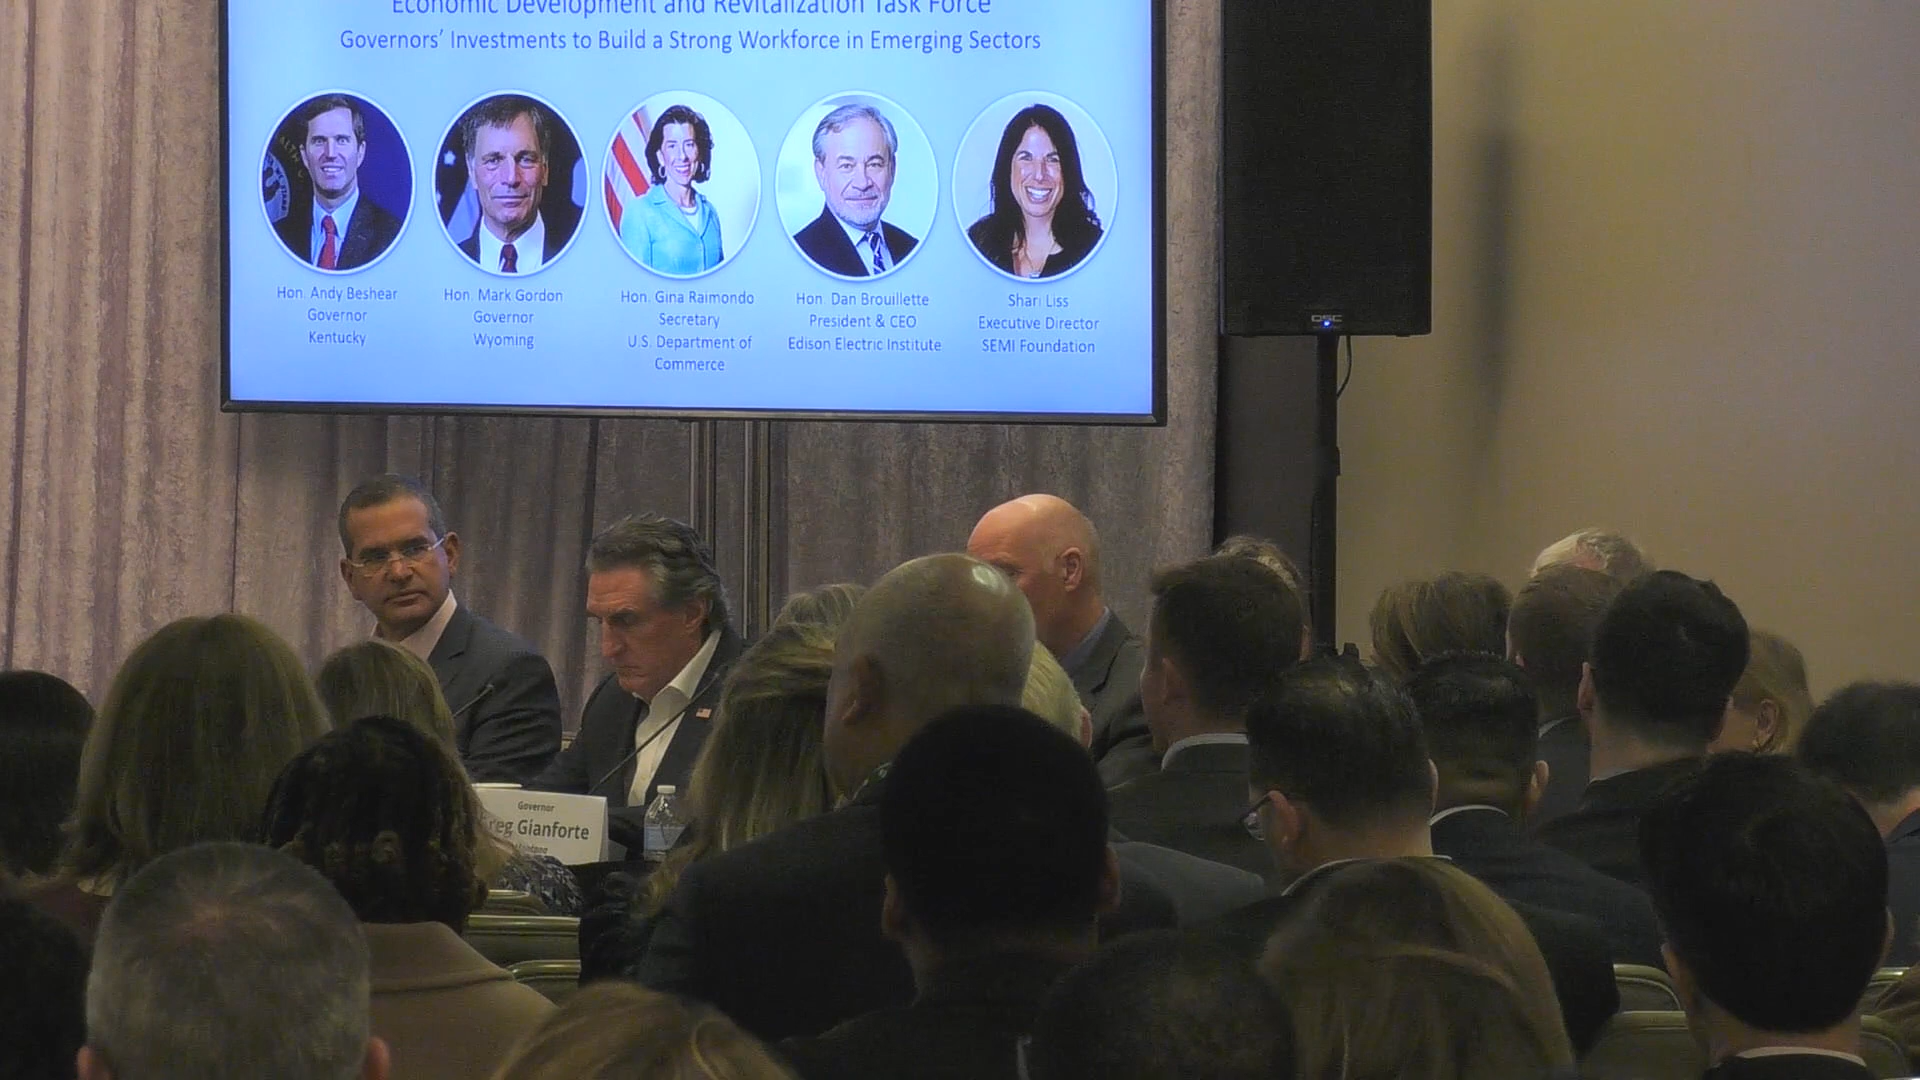 Economic Development and Revitalization Task Force
Governors' Investments to Build a Strong Workforce in Emerging Sectors
Hon. Andy Beshear
Governor
Kentucky
Hon. Mark Gordon
Governor
Wyoming
Hon. Gina Raimondo
Secretary
U.S. Department of
Commerce
Hon. Dan Brouillette
President & CEO
Edison Electric Institute
Shari Liss
Executive Director
SEMI Foundation
QSC
Governor
reg Gianforte